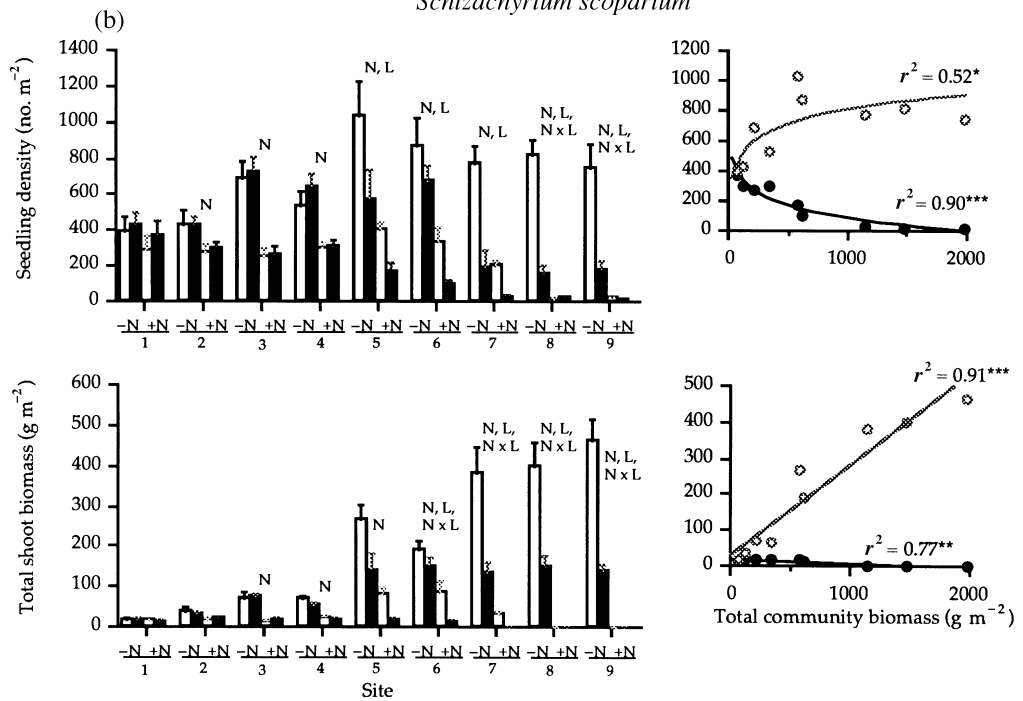 Schizachyrium scoparium
(b)
Seedling density (no. m⁻²)
1400
1200
1000
800
600
400
200
0
N
N
N
N, L
N, L
N, L
N, L,
N x L
N, L,
N x L
–N +N –N +N –N +N –N +N –N +N –N +N –N +N –N +N –N +N
1 2 3 4 5 6 7 8 9
1200
1000
800
600
400
200
0
r² = 0.52*
r² = 0.90***
0 1000 2000
Total shoot biomass (g m⁻²)
600
500
400
300
200
100
0
N
N
N
N, L,
N x L
N, L,
N x L
N, L,
N x L
N, L,
N x L
–N +N –N +N –N +N –N +N –N +N –N +N –N +N –N +N –N +N
1 2 3 4 5 6 7 8 9
Site
500
400
300
200
100
0
r² = 0.91***
r² = 0.77**
0 1000 2000
Total community biomass (g m⁻²)